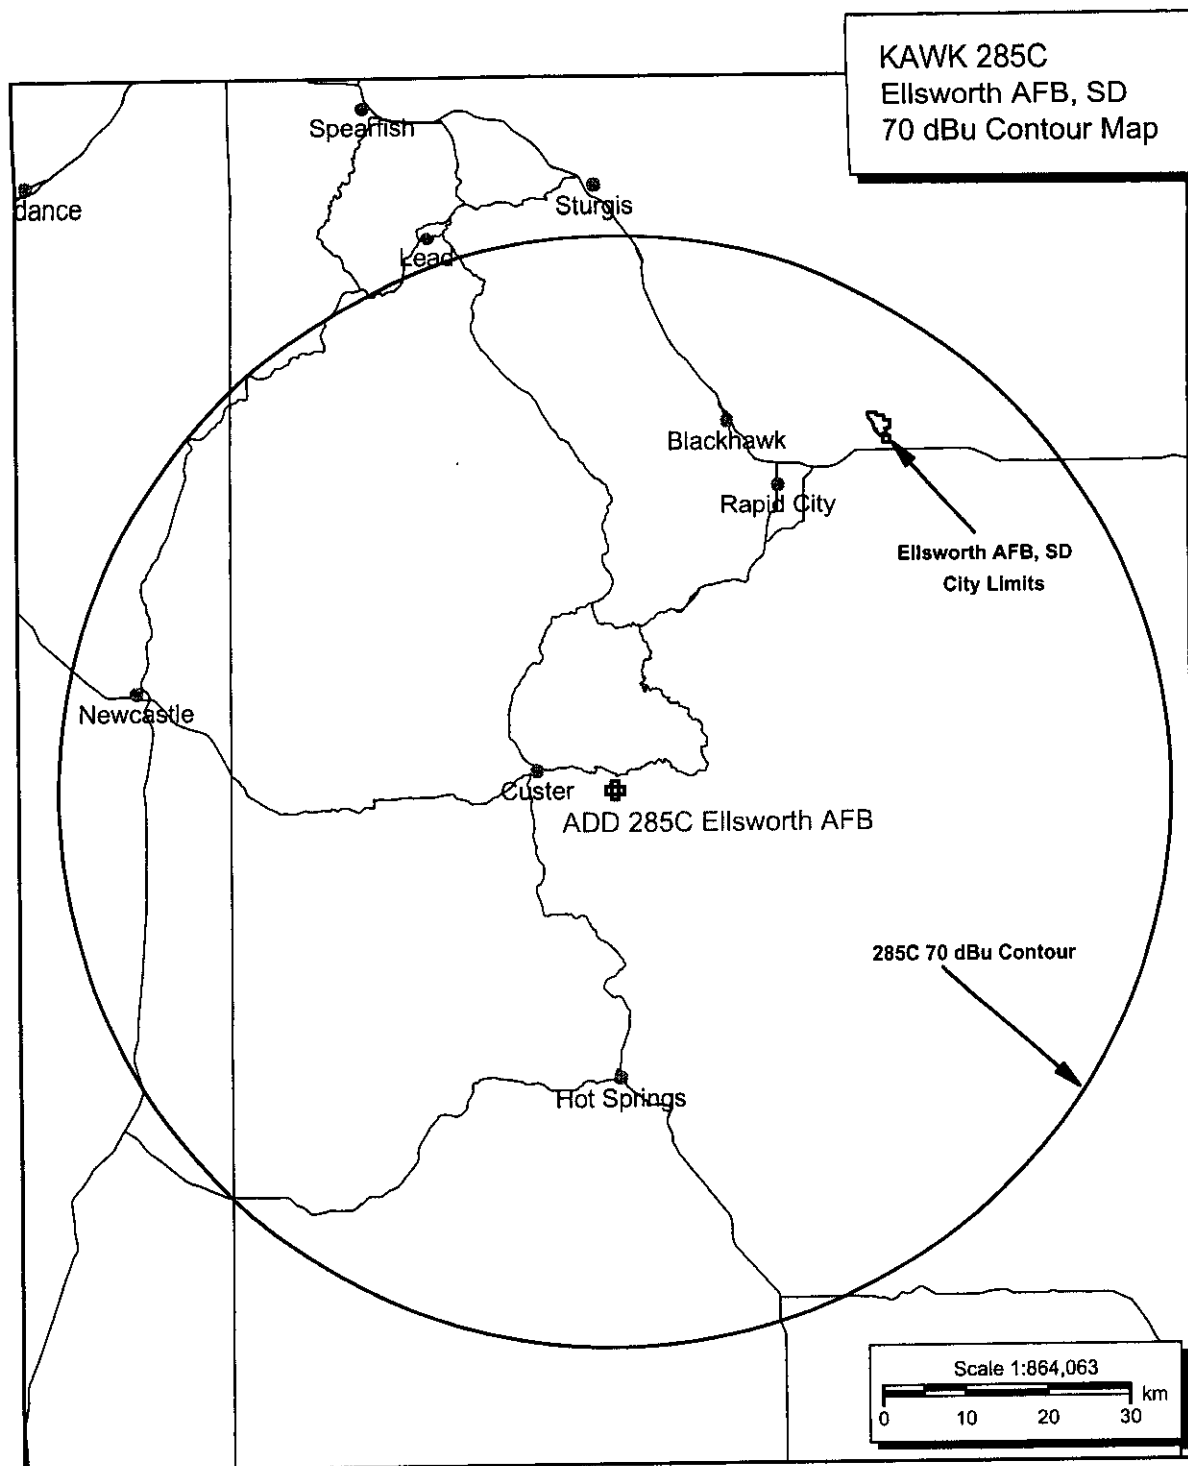 KAWK 285C
Ellsworth AFB, SD
70 dBu Contour Map
Spearfish
dance
Sturgis
Lead
Blackhawk
Rapid City
Ellsworth AFB, SD
City Limits
Newcastle
Custer
ADD 285C Ellsworth AFB
285C 70 dBu Contour
Hot Springs
Scale 1:864,063
km
0 10 20 30